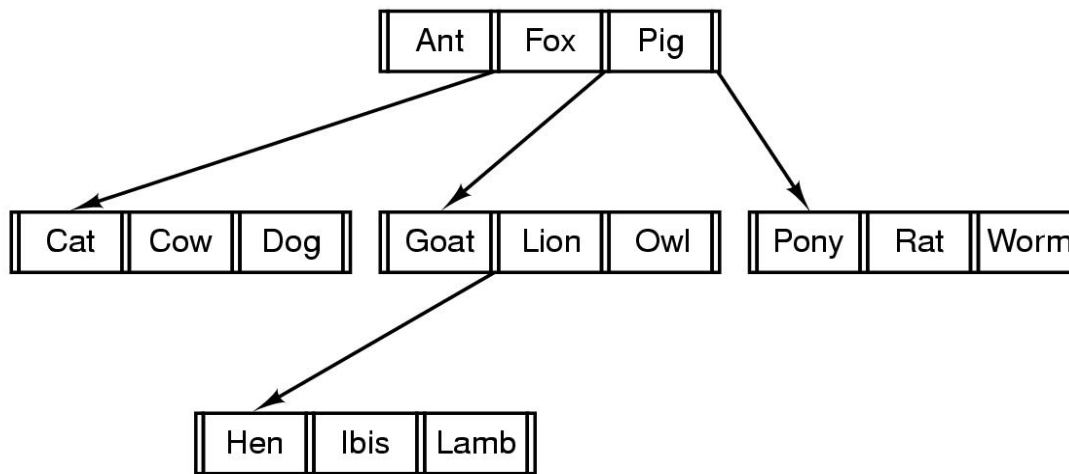 Ant Fox Pig
Cat Cow Dog Goat Lion Owl Pony Rat Worm
Hen Ibis Lamb